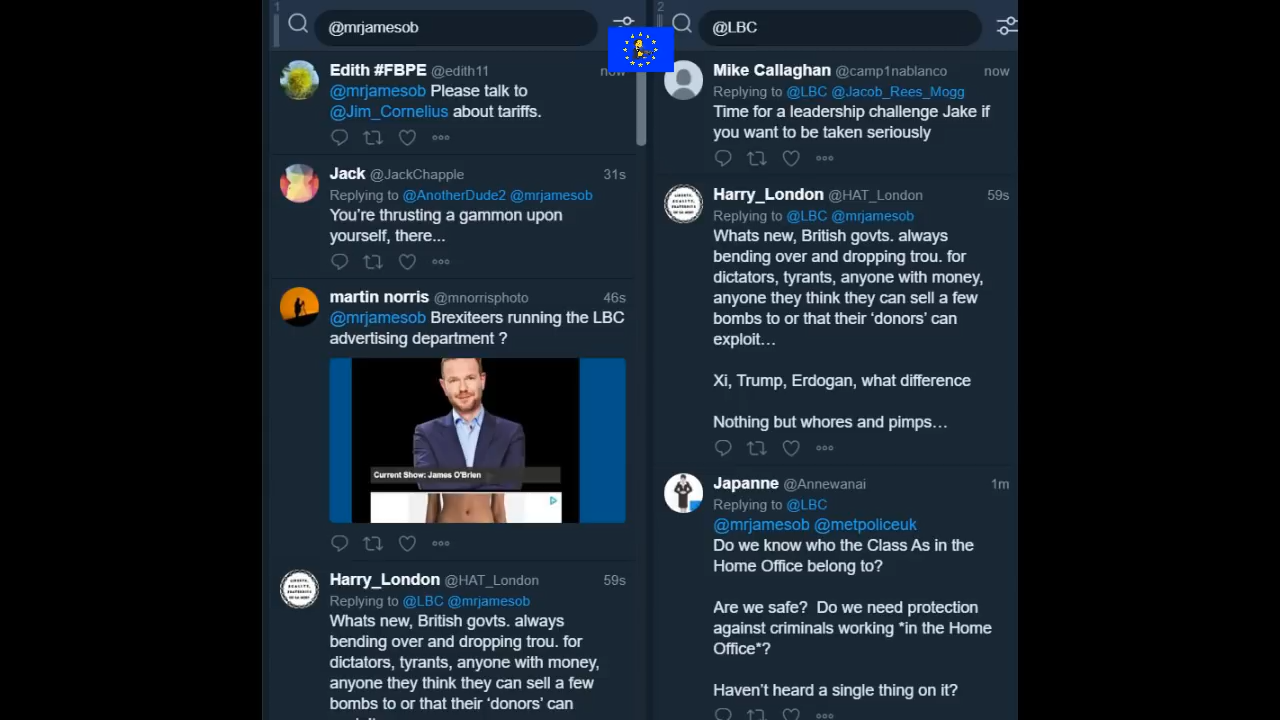 1
@mrjamesob
Edith #FBPE @edith11 now
@mrjamesob Please talk to
@Jim_Cornelius about tariffs.
Jack @JackChapple 31s
Replying to @AnotherDude2 @mrjamesob
You're thrusting a gammon upon
yourself, there...
martin norris @mnorrisphoto 46s
@mrjamesob Brexiteers running the LBC
advertising department ?
Current Show: James O'Brien
Harry_London @HAT_London 59s
Replying to @LBC @mrjamesob
Whats new, British govts. always
bending over and dropping trou. for
dictators, tyrants, anyone with money,
anyone they think they can sell a few
bombs to or that their 'donors' can
2
@LBC
Mike Callaghan @camp1nablanco now
Replying to @LBC @Jacob_Rees_Mogg
Time for a leadership challenge Jake if
you want to be taken seriously
Harry_London @HAT_London 59s
Replying to @LBC @mrjamesob
Whats new, British govts. always
bending over and dropping trou. for
dictators, tyrants, anyone with money,
anyone they think they can sell a few
bombs to or that their 'donors' can
exploit…
Xi, Trump, Erdogan, what difference
Nothing but whores and pimps…
Japanne @Annewanai 1m
Replying to @LBC
@mrjamesob @metpoliceuk
Do we know who the Class As in the
Home Office belong to?
Are we safe? Do we need protection
against criminals working *in the Home
Office*?
Haven't heard a single thing on it?